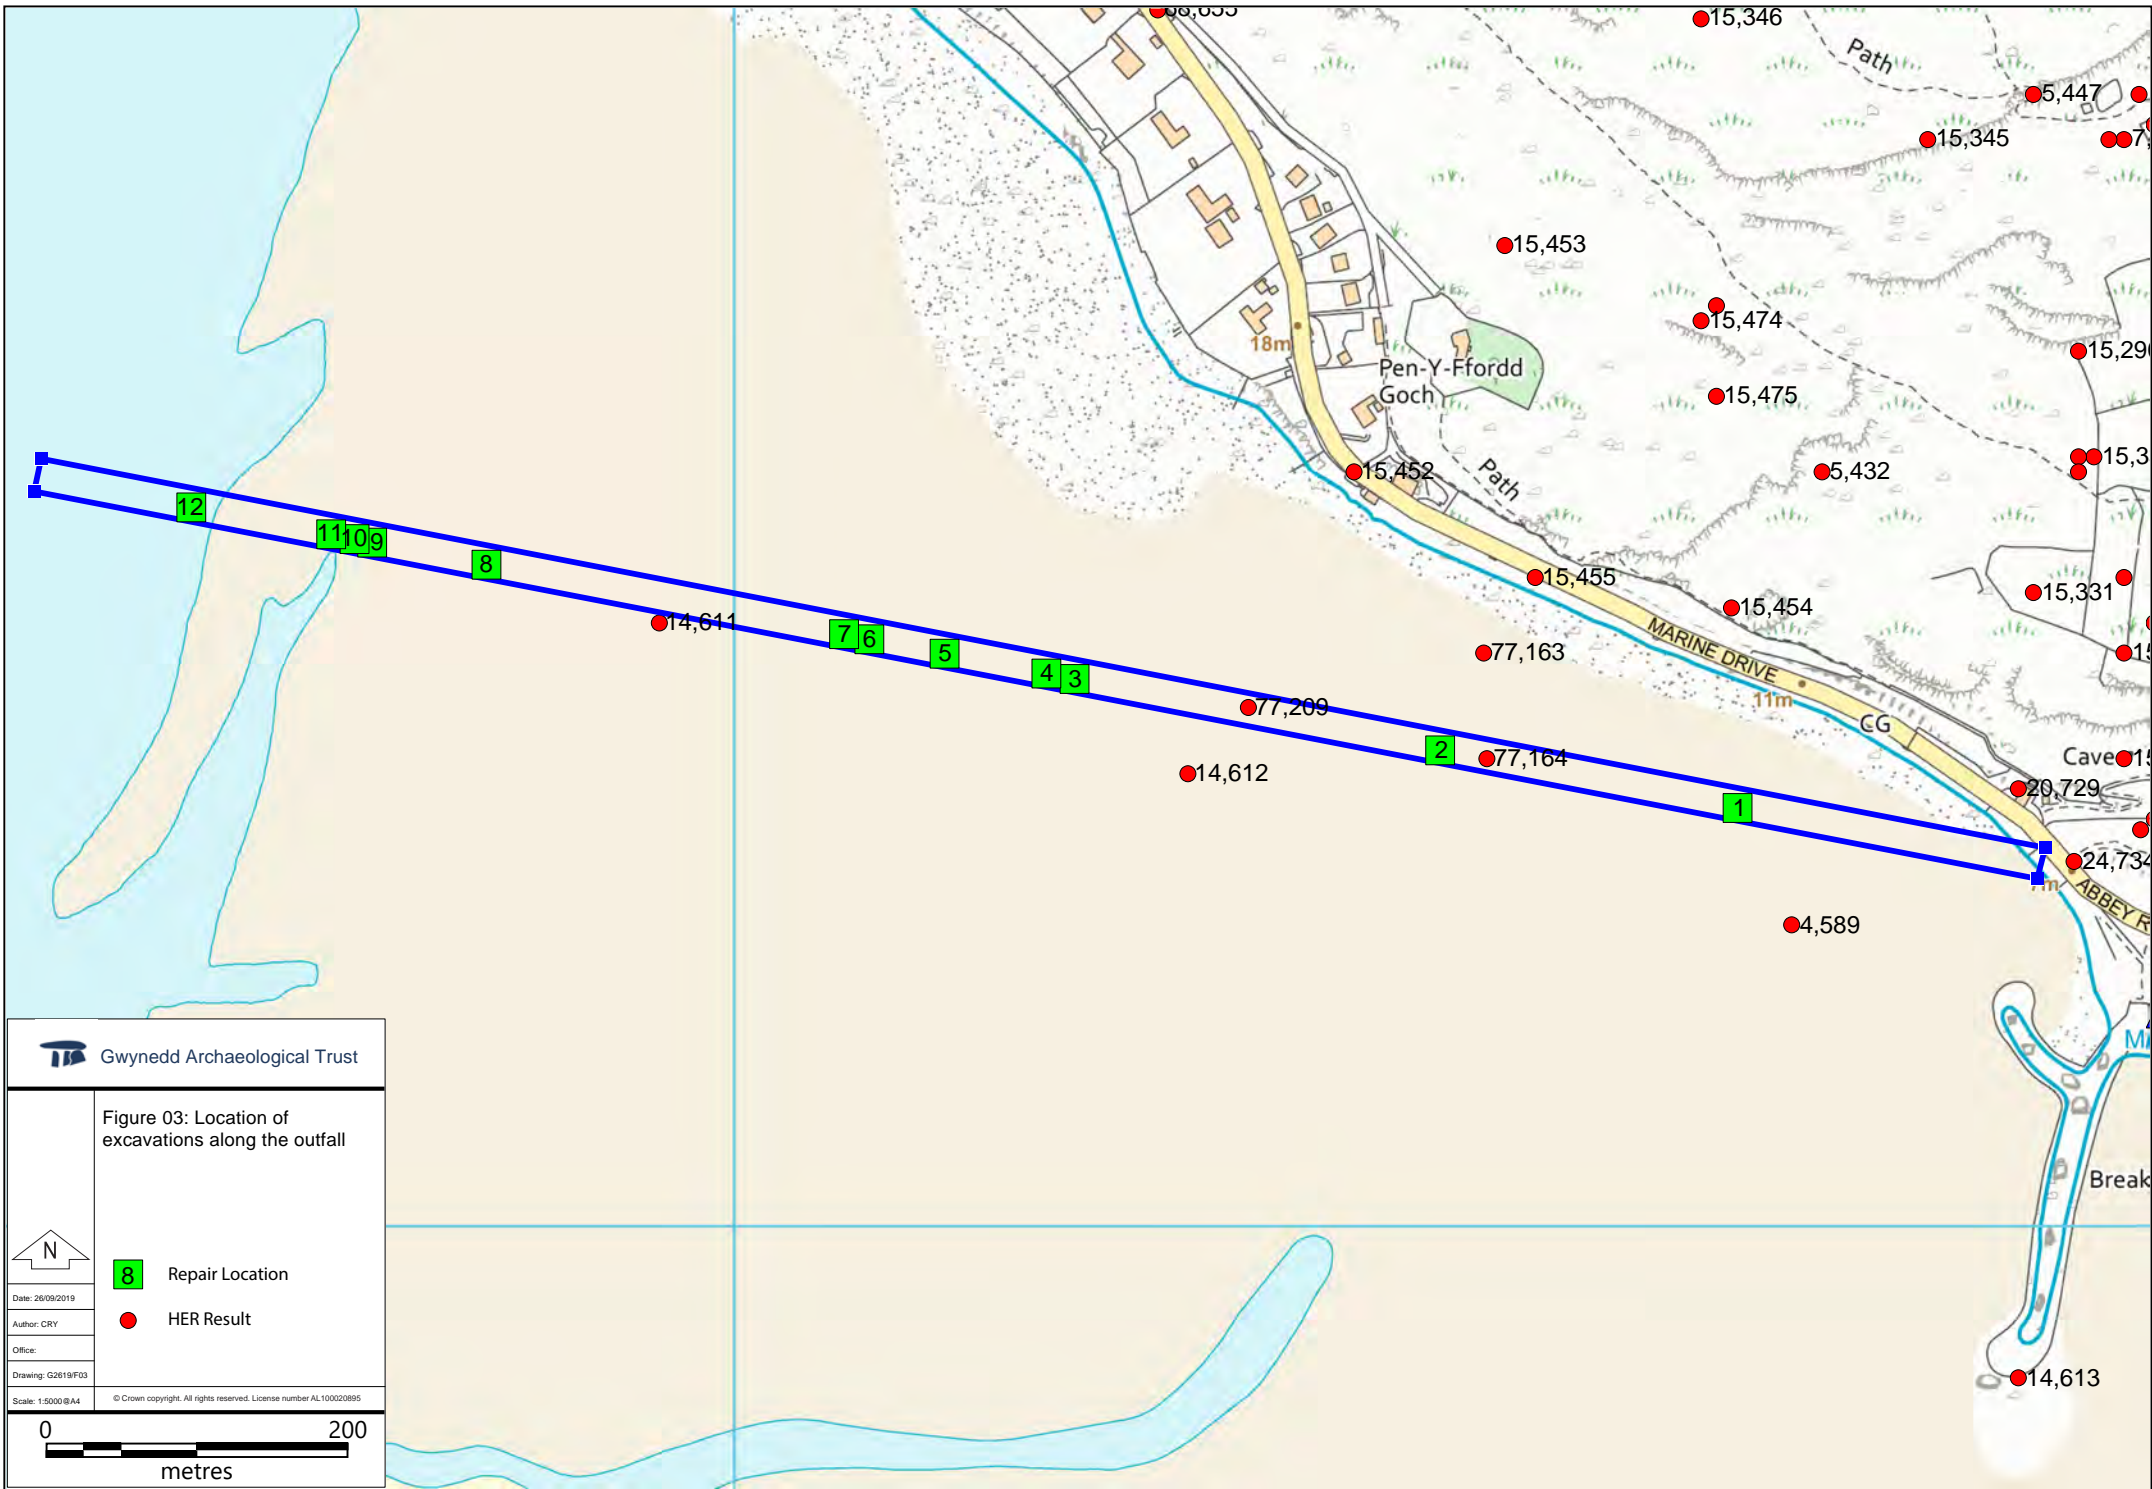 15,346
Path
5,447
15,345
15,453
15,474
18m
Pen-Y-Ffordd
Goch
15,475
15,452
Path
5,432
12
11
10
9
8
15,455
15,331
15,454
14,611
7
6
5
4
3
MARINE DRIVE
77,163
11m
77,209
CG
2
77,164
14,612
Cave
20,729
1
24,734
4,589
Gwynedd Archaeological Trust
Figure 03: Location of
excavations along the outfall
N
8 Repair Location
HER Result
Date: 26/09/2019
Author: CRY
Office:
Drawing: G2619/F03
Scale: 1:5000@A4
© Crown copyright. All rights reserved. License number AL100020895
0 200
metres
14,613